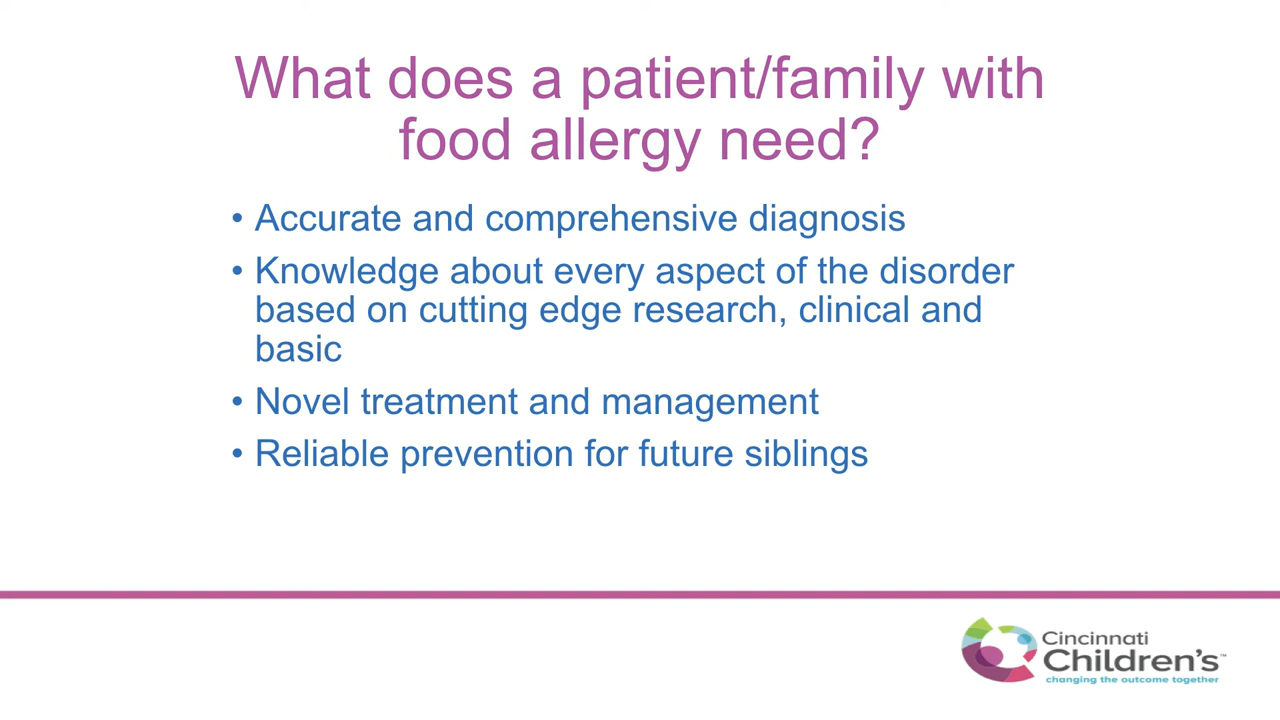 What does a patient/family with
food allergy need?
• Accurate and comprehensive diagnosis
• Knowledge about every aspect of the disorder
based on cutting edge research, clinical and
basic
• Novel treatment and management
• Reliable prevention for future siblings
Cincinnati
Children's™
changing the outcome together